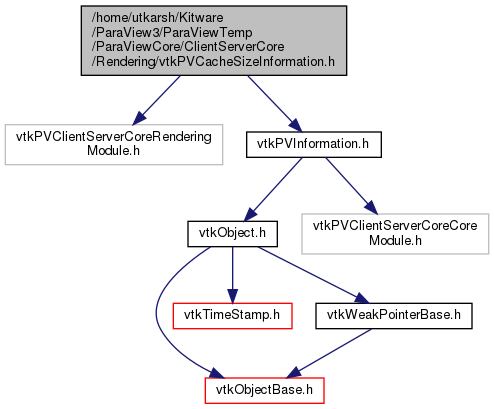 /home/utkarsh/Kitware
/ParaView3/ParaViewTemp
/ParaViewCore/ClientServerCore
/Rendering/vtkPVCacheSizeInformation.h
vtkPVClientServerCoreRendering
Module.h
vtkPVInformation.h
vtkObject.h
vtkPVClientServerCoreCore
Module.h
vtkTimeStamp.h
vtkWeakPointerBase.h
vtkObjectBase.h